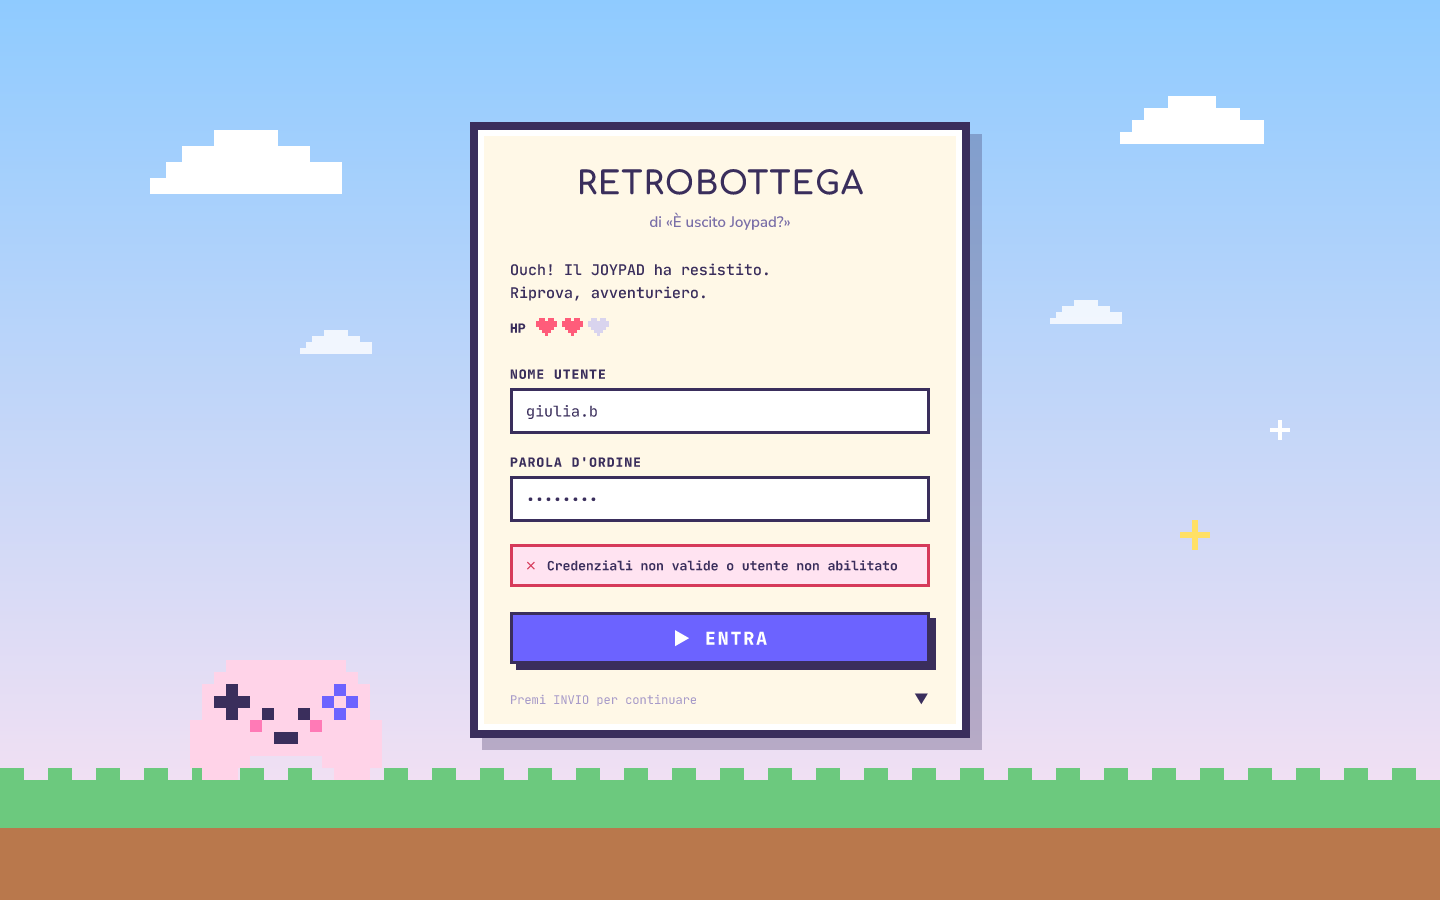 RETROBOTTEGA
di «È uscito Joypad?»
Ouch! Il JOYPAD ha resistito.
Riprova, avventuriero.
HP
NOME UTENTE
giulia.b
PAROLA D'ORDINE
••••••••
✕ Credenziali non valide o utente non abilitato
▶ ENTRA
Premi INVIO per continuare ▼